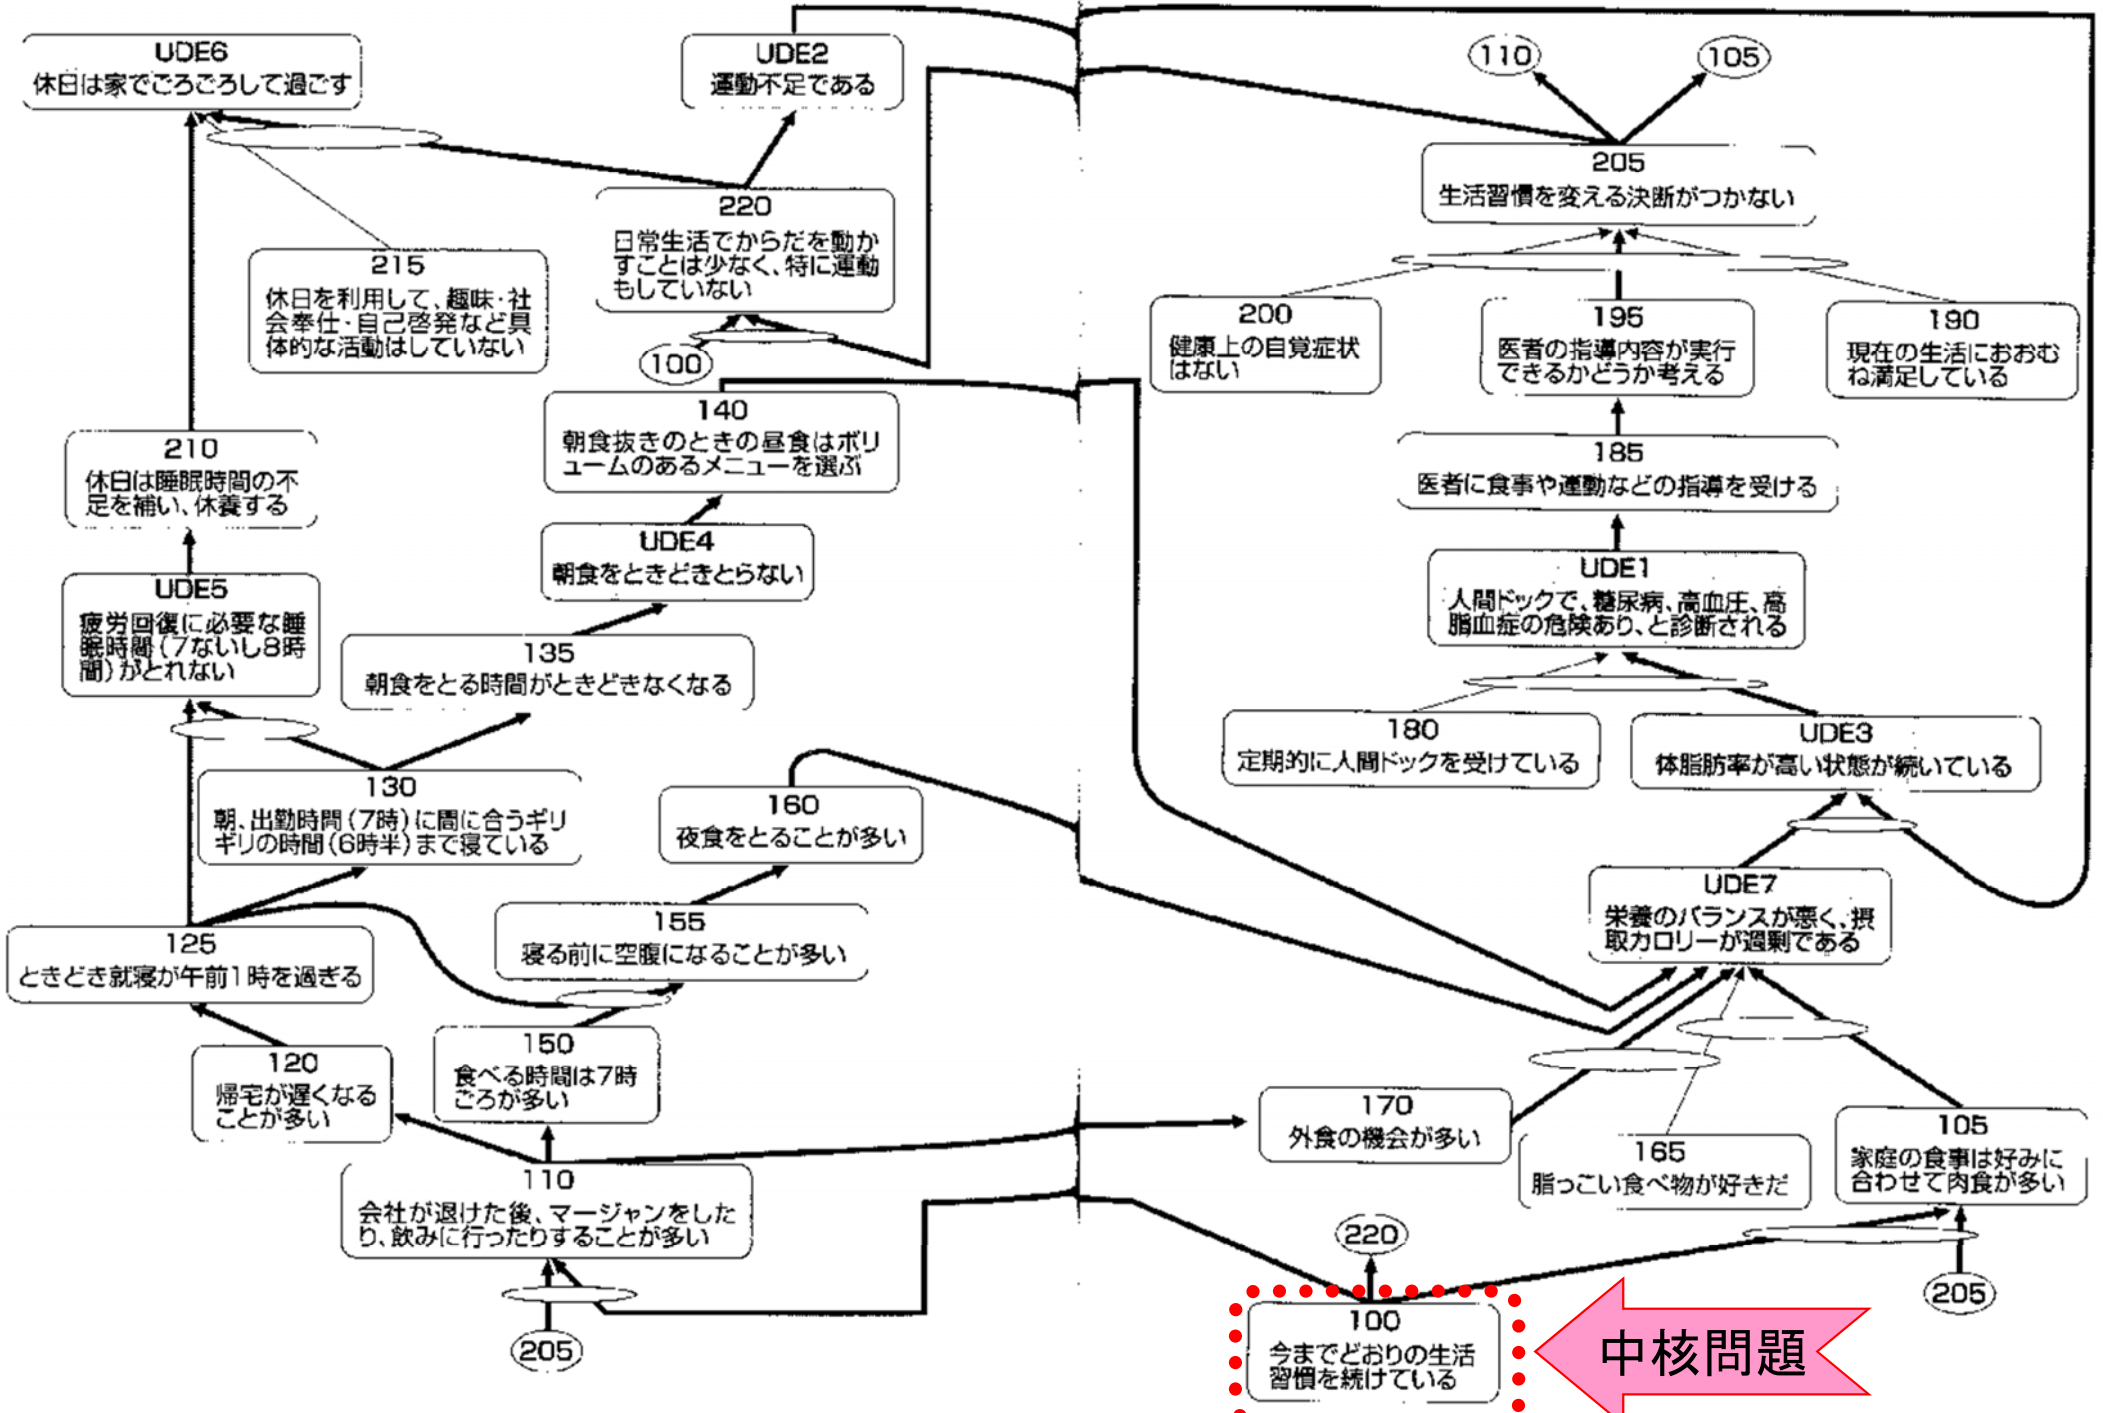 UDE6
休日は家でごろごろして過ごす
UDE2
運動不足である
220
日常生活でからだを動か
すことは少なく、特に運動
もしていない
215
休日を利用して、趣味・社
会奉仕・自己啓発など具
体的な活動はしていない
100
140
朝食抜きのときの昼食はボリ
ュームのあるメニューを選ぶ
210
休日は睡眠時間の不
足を補い、休養する
UDE4
朝食をときどきとらない
UDE5
疲労回復に必要な睡
眠時間(7ないし8時
間)がとれない
135
朝食をとる時間がときどきなくなる
130
朝、出勤時間(7時)に間に合うギリ
ギリの時間(6時半)まで寝ている
160
夜食をとることが多い
155
寝る前に空腹になることが多い
125
ときどき就寝が午前1時を過ぎる
120
帰宅が遅くなる
ことが多い
150
食べる時間は7時
ごろが多い
110
会社が退けた後、マージャンをした
り、飲みに行ったりすることが多い
205
110
105
205
生活習慣を変える決断がつかない
200
健康上の自覚症状
はない
195
医者の指導内容が実行
できるかどうか考える
190
現在の生活におおむ
ね満足している
185
医者に食事や運動などの指導を受ける
UDE1
人間ドックで、糖尿病、高血圧、高
脂血症の危険あり、と診断される
180
定期的に人間ドックを受けている
UDE3
体脂肪率が高い状態が続いている
UDE7
栄養のバランスが悪く、摂
取カロリーが過剰である
170
外食の機会が多い
165
脂っこい食べ物が好きだ
105
家庭の食事は好みに
合わせて肉食が多い
220
205
100
今までどおりの生活
習慣を続けている
中核問題